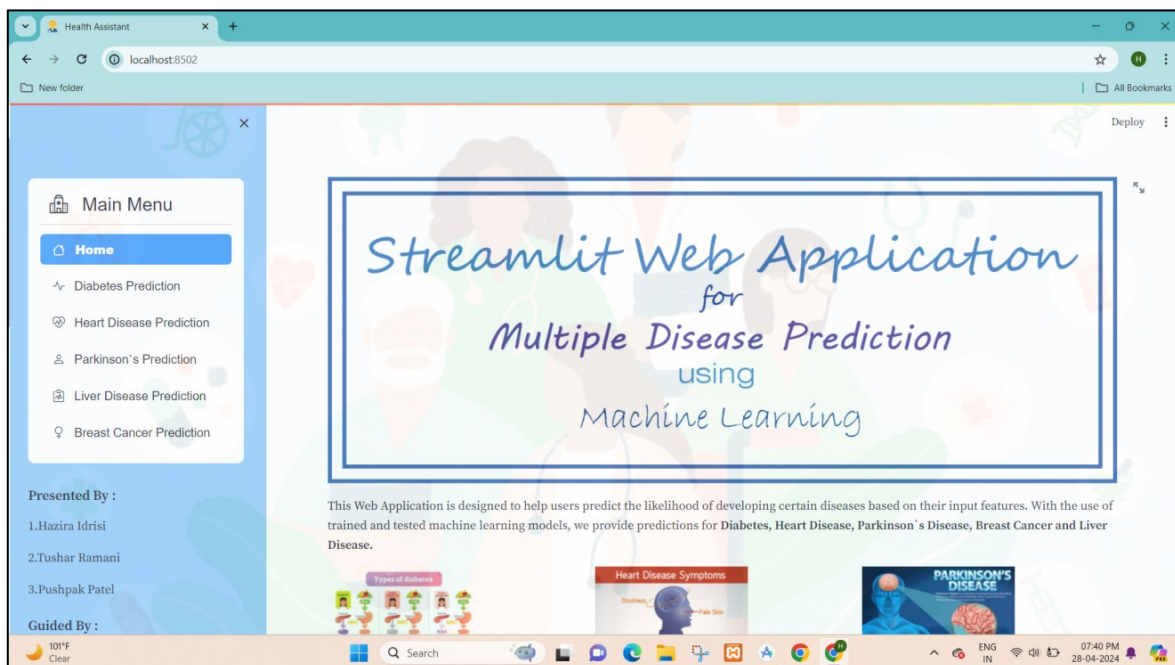 Health Assistant
localhost:8502
H
New folder
All Bookmarks
Deploy
Main Menu
Home
Diabetes Prediction
Heart Disease Prediction
Parkinson`s Prediction
Liver Disease Prediction
Breast Cancer Prediction
Presented By :
1.Hazira Idrisi
2.Tushar Ramani
3.Pushpak Patel
Guided By :
Streamlit Web Application
for
Multiple Disease Prediction
using
Machine Learning
This Web Application is designed to help users predict the likelihood of developing certain diseases based on their input features. With the use of
trained and tested machine learning models, we provide predictions for Diabetes, Heart Disease, Parkinson`s Disease, Breast Cancer and Liver
Disease.
Types of diabetes
Heart Disease Symptoms
Dizziness
Pale Skin
PARKINSON'S
DISEASE
101°F
Clear
Search
ENG
IN
07:40 PM
28-04-2024